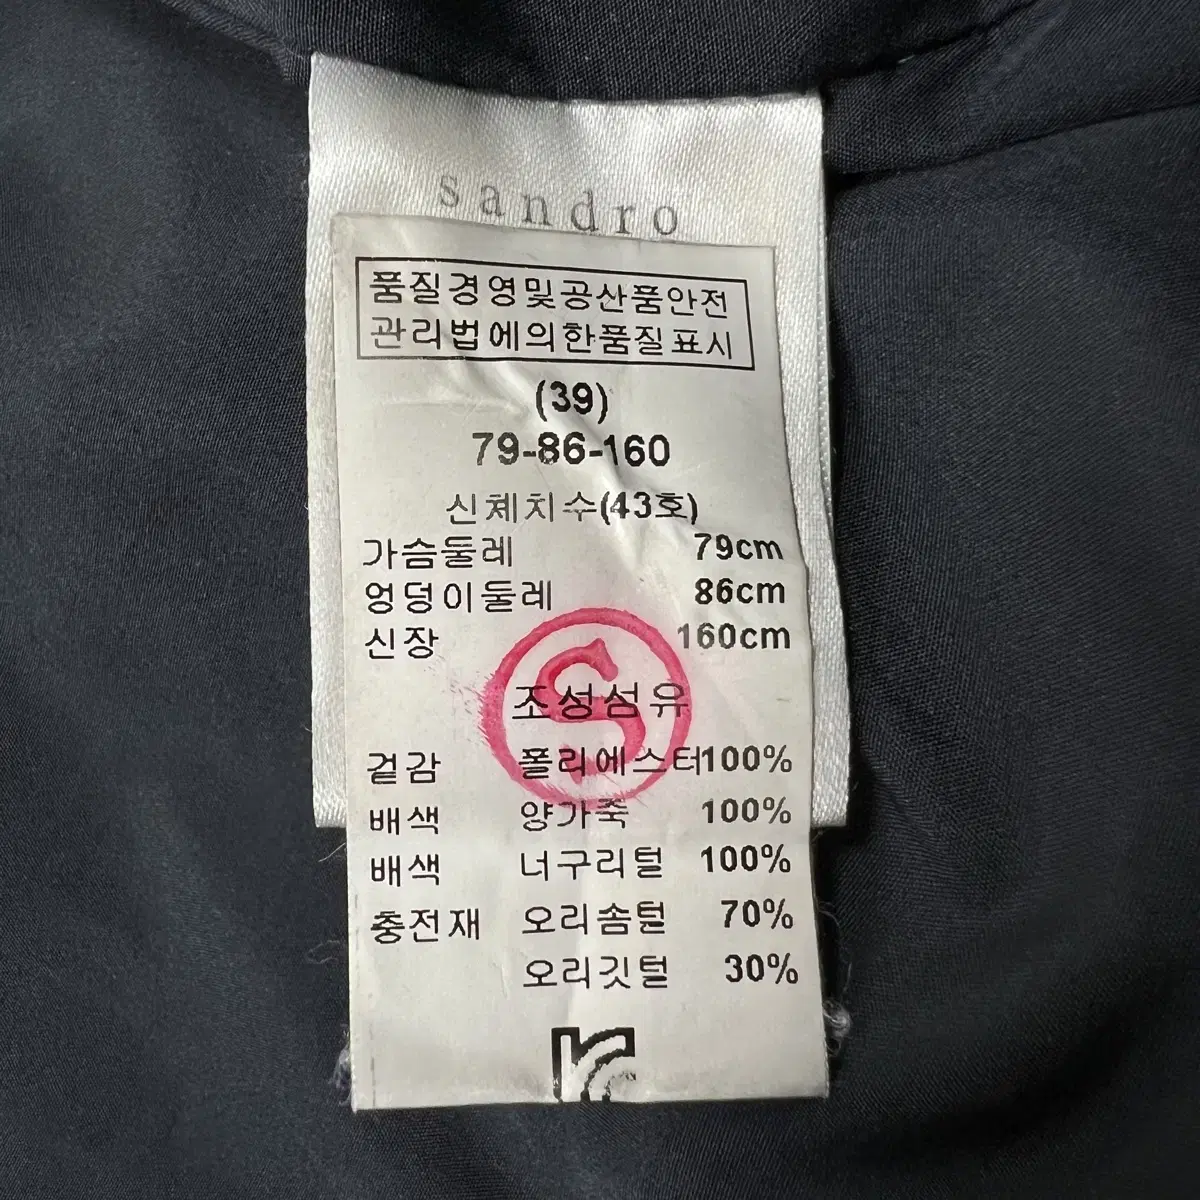 sandro
품질경영및공산품안전
관리법에의한품질표시
(39)
79-86-160
신체치수(43호)
가슴둘레 79cm
엉덩이둘레 86cm
신장 160cm
조성섬유
겉감 폴리에스터100%
배색 양가죽 100%
배색 너구리털 100%
충전재 오리솜털 70%
오리깃털 30%